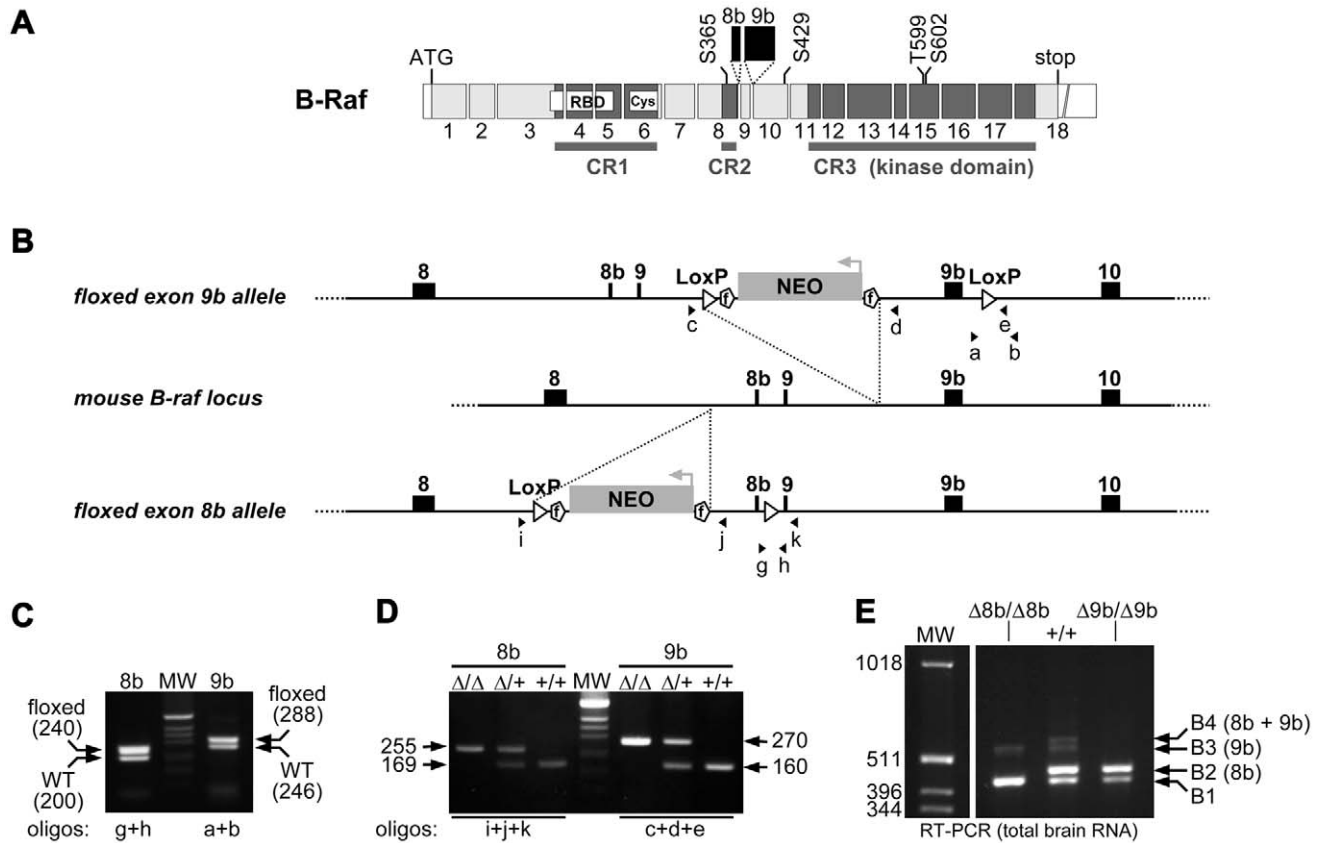 A
8b 9b
S365
S429
T599
S602
ATG
stop
B-Raf
RBD
Cys
1 2 3 4 5 6 7 8 9 10 11 12 13 14 15 16 17 18
CR1
CR2
CR3 (kinase domain)
B
floxed exon 9b allele
8 8b 9 LoxP f NEO f 9b LoxP 10
c d e
a b
mouse B-raf locus
8 8b 9 9b 10
floxed exon 8b allele
8 LoxP f NEO f 8b 9 9b 10
i j k
g h
C
8b MW 9b
floxed
(240)
WT
(200)
floxed
(288)
WT
(246)
oligos: g+h a+b
D
8b 9b
Δ/Δ Δ/+ +/+ MW Δ/Δ Δ/+ +/+
255
169
270
160
oligos: i+j+k c+d+e
E
Δ8b/Δ8b Δ9b/Δ9b
MW +/+
1018
511
396
344
B4 (8b + 9b)
B3 (9b)
B2 (8b)
B1
RT-PCR (total brain RNA)